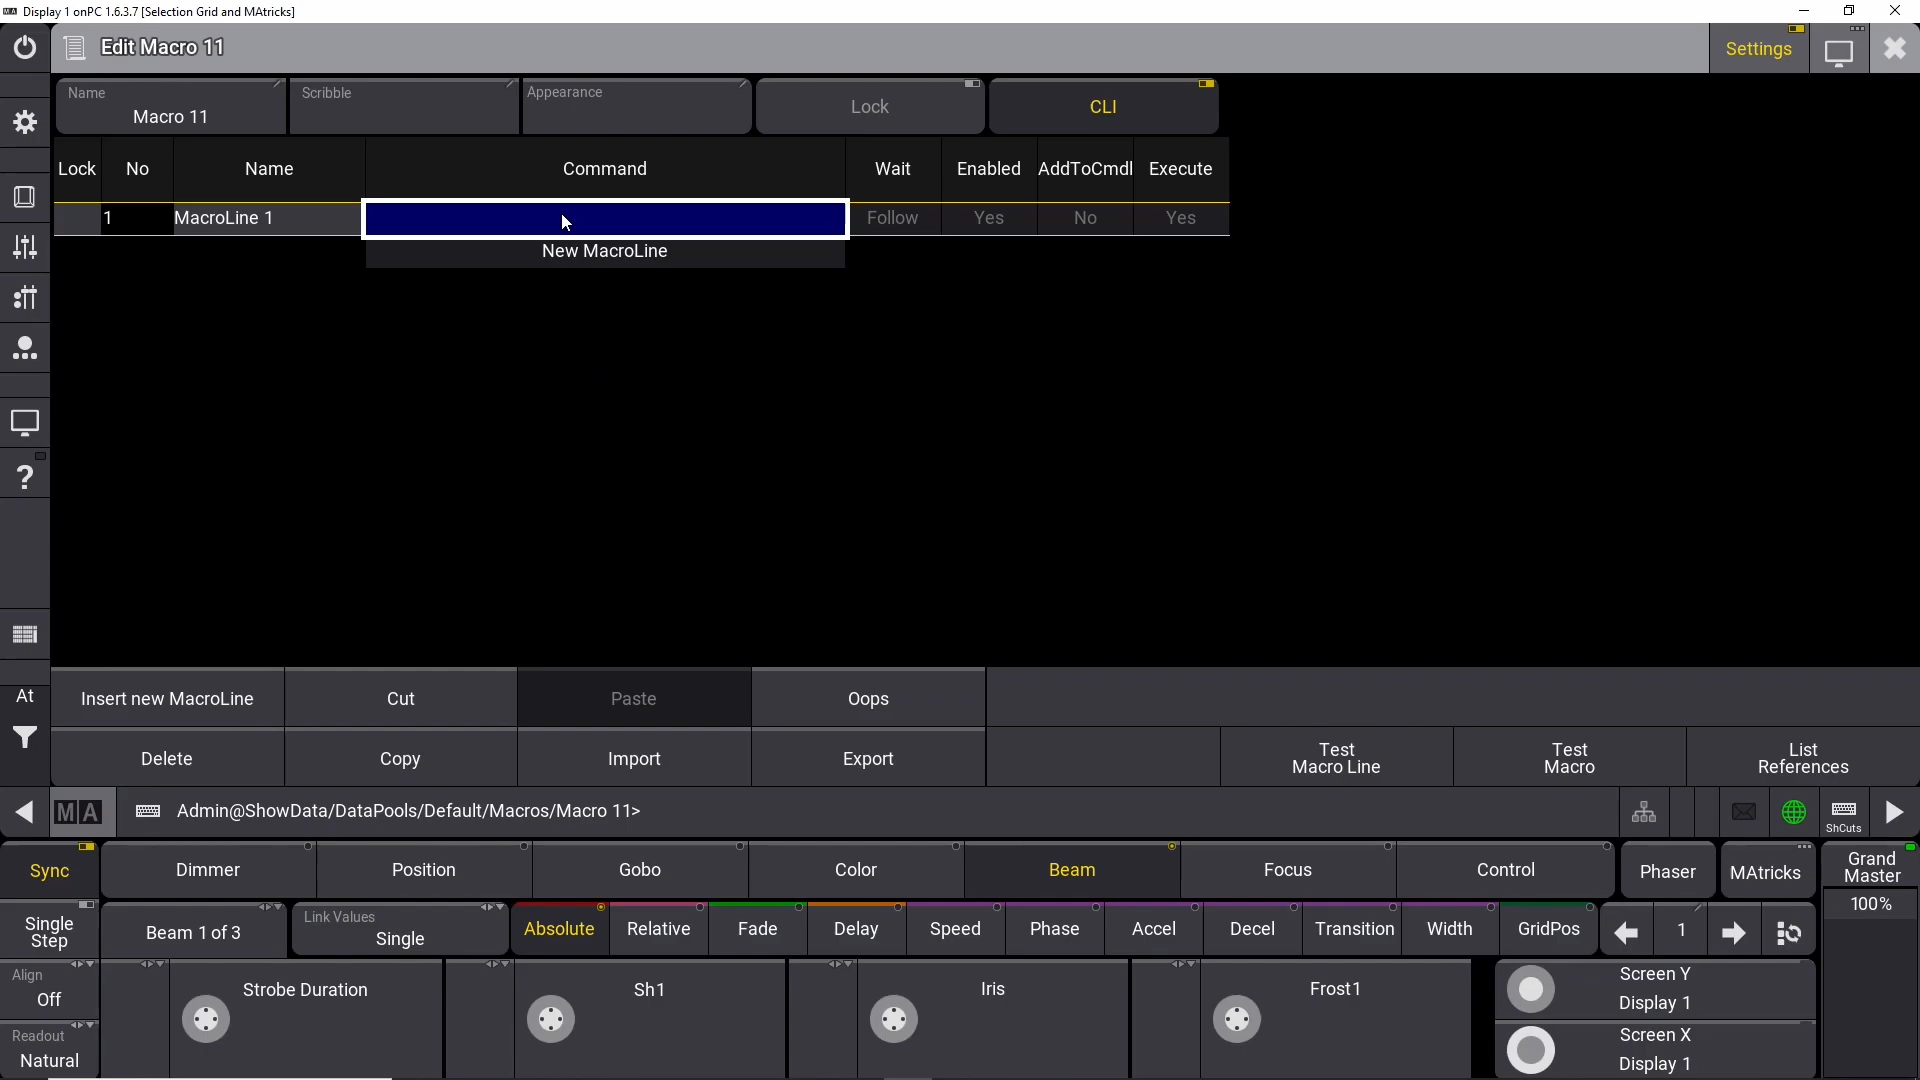 Display 1 onPC 1.6.3.7 [Selection Grid and MAtricks]
Edit Macro 11
Settings
Name
Macro 11
Scribble
Appearance
Lock
CLI
Lock No Name Command Wait Enabled AddToCmdl Execute
1 MacroLine 1 Follow Yes No Yes
New MacroLine
At
Insert new MacroLine Cut Paste Oops
Delete Copy Import Export
Test
Macro Line
Test
Macro
List
References
MA
Admin@ShowData/DataPools/Default/Macros/Macro 11>
ShCuts
Sync Dimmer Position Gobo Color Beam Focus Control Phaser MAtricks
Grand
Master
100%
Single
Step
Beam 1 of 3
Link Values
Single
Absolute Relative Fade Delay Speed Phase Accel Decel Transition Width GridPos 1
Align
Off
Strobe Duration Sh1 Iris Frost1
Screen Y
Display 1
Readout
Natural
Screen X
Display 1